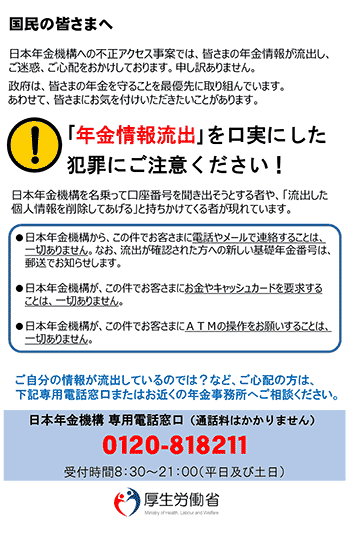 国民の皆さまへ
日本年金機構への不正アクセス事案では、皆さまの年金情報が流出し、
ご迷惑、ご心配をおかけしております。申し訳ありません。
政府は、皆さまの年金を守ることを最優先に取り組んでいます。
あわせて、皆さまにお気を付けいただきたいことがあります。
「年金情報流出」を口実にした
犯罪にご注意ください！
日本年金機構を名乗って口座番号を聞き出そうとする者や、「流出した
個人情報を削除してあげる」と持ちかけてくる者が現れています。
●日本年金機構から、この件でお客さまに電話やメールで連絡することは、
一切ありません。なお、流出が確認された方への新しい基礎年金番号は、
郵送でお知らせします。
●日本年金機構が、この件でお客さまにお金やキャッシュカードを要求する
ことは、一切ありません。
●日本年金機構が、この件でお客さまにＡＴＭの操作をお願いすることは、
一切ありません。
ご自分の情報が流出しているのでは？など、ご心配の方は、
下記専用電話窓口またはお近くの年金事務所へご相談ください。
日本年金機構 専用電話窓口（通話料はかかりません）
0120-818211
受付時間8：30～21：00（平日及び土日）
厚生労働省
Ministry of Health, Labour and Welfare